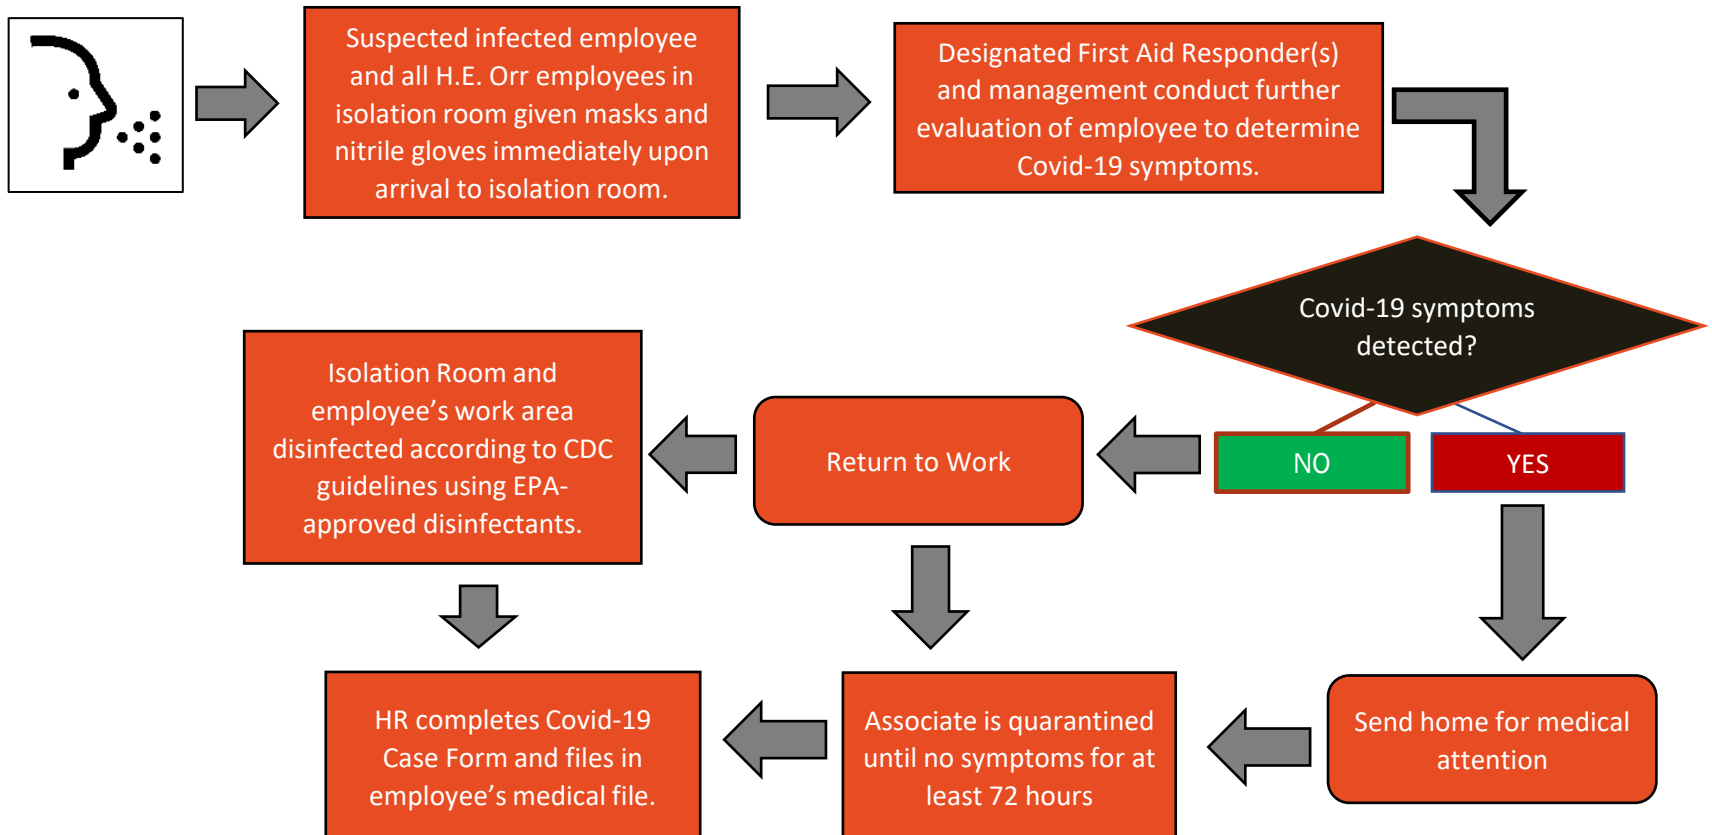 Suspected infected employee
and all H.E. Orr employees in
isolation room given masks and
nitrile gloves immediately upon
arrival to isolation room.
Designated First Aid Responder(s)
and management conduct further
evaluation of employee to determine
Covid-19 symptoms.
Covid-19 symptoms
detected?
NO
YES
Return to Work
Isolation Room and
employee’s work area
disinfected according to CDC
guidelines using EPA-
approved disinfectants.
Send home for medical
attention
Associate is quarantined
until no symptoms for at
least 72 hours
HR completes Covid-19
Case Form and files in
employee’s medical file.